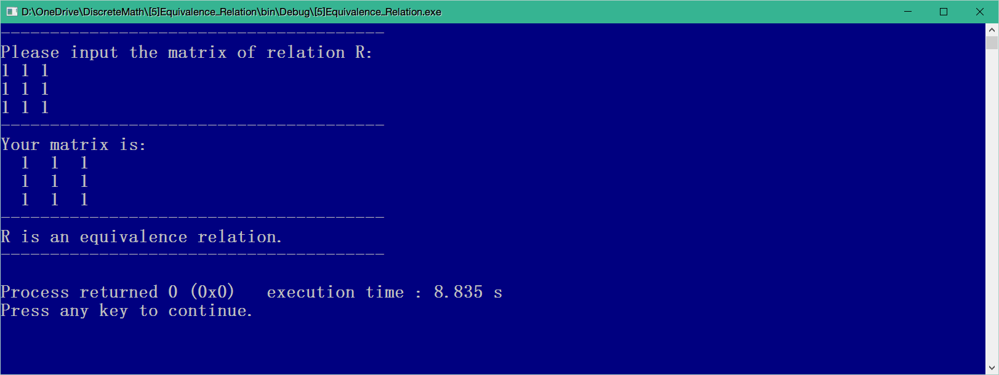 D:\OneDrive\DiscreteMath\[5]Equivalence_Relation\bin\Debug\[5]Equivalence_Relation.exe
---------------------------------------
Please input the matrix of relation R:
1 1 1
1 1 1
1 1 1
---------------------------------------
Your matrix is:
  1  1  1
  1  1  1
  1  1  1
---------------------------------------
R is an equivalence relation.
---------------------------------------
Process returned 0 (0x0)   execution time : 8.835 s
Press any key to continue.